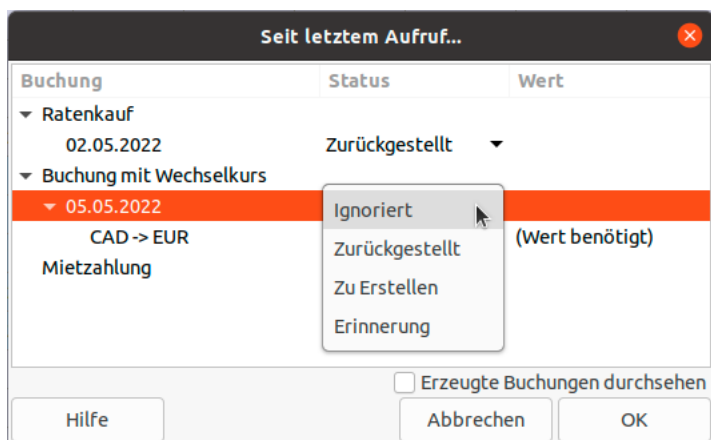 Seit letztem Aufruf...
Buchung Status Wert
Ratenkauf
02.05.2022 Zurückgestellt
Buchung mit Wechselkurs
05.05.2022
Ignoriert
CAD -> EUR (Wert benötigt)
Zurückgestellt
Mietzahlung
Zu Erstellen
Erinnerung
Erzeugte Buchungen durchsehen
Hilfe Abbrechen OK